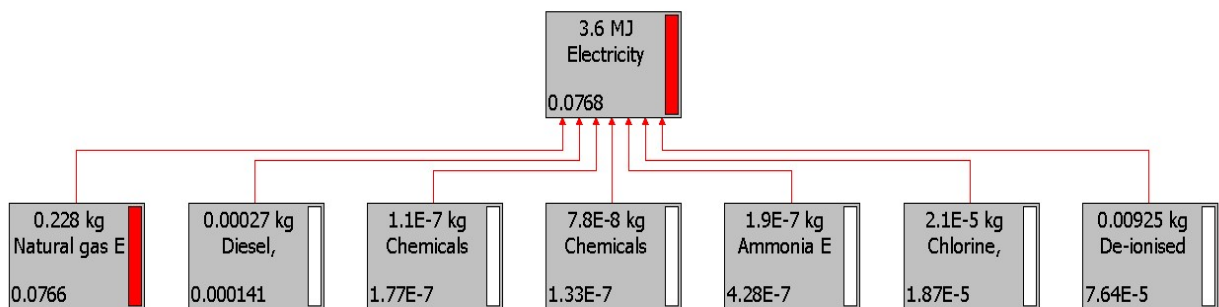 3.6 MJ
Electricity
0.0768
0.228 kg
Natural gas E
0.0766
0.00027 kg
Diesel,
0.000141
1.1E-7 kg
Chemicals
1.77E-7
7.8E-8 kg
Chemicals
1.33E-7
1.9E-7 kg
Ammonia E
4.28E-7
2.1E-5 kg
Chlorine,
1.87E-5
0.00925 kg
De-ionised
7.64E-5